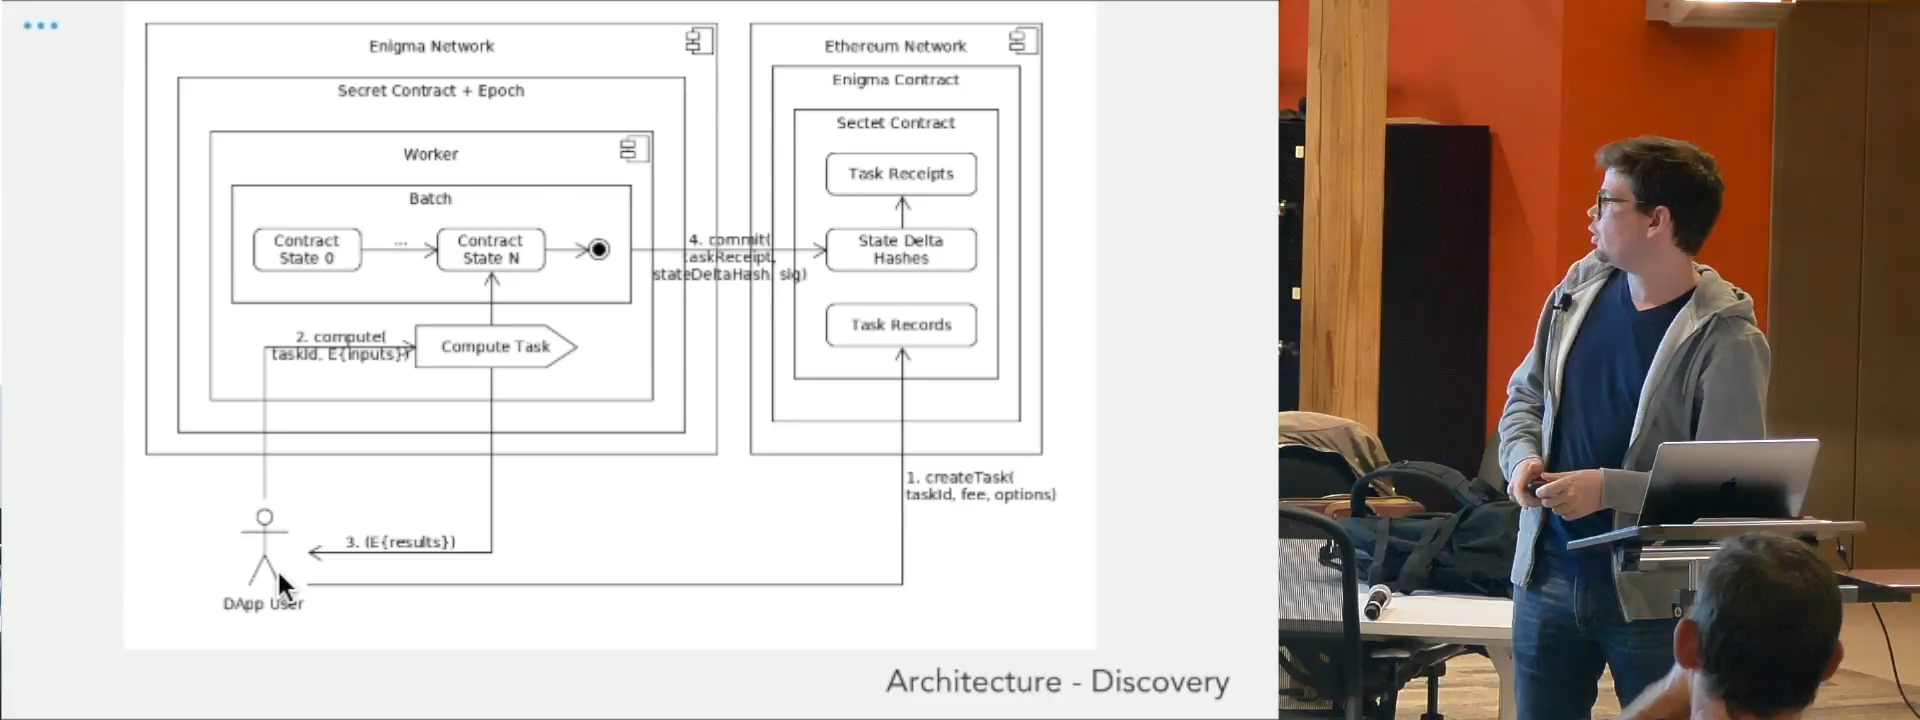 Enigma Network
Secret Contract + Epoch
Worker
Batch
Contract
State 0
...
Contract
State N
2. compute(
taskId, E{inputs})
Compute Task
4. commit(
taskReceipt,
stateDeltaHash, sig)
Ethereum Network
Enigma Contract
Sectet Contract
Task Receipts
State Delta
Hashes
Task Records
1. createTask(
taskId, fee, options)
3. (E{results})
DApp User
Architecture - Discovery